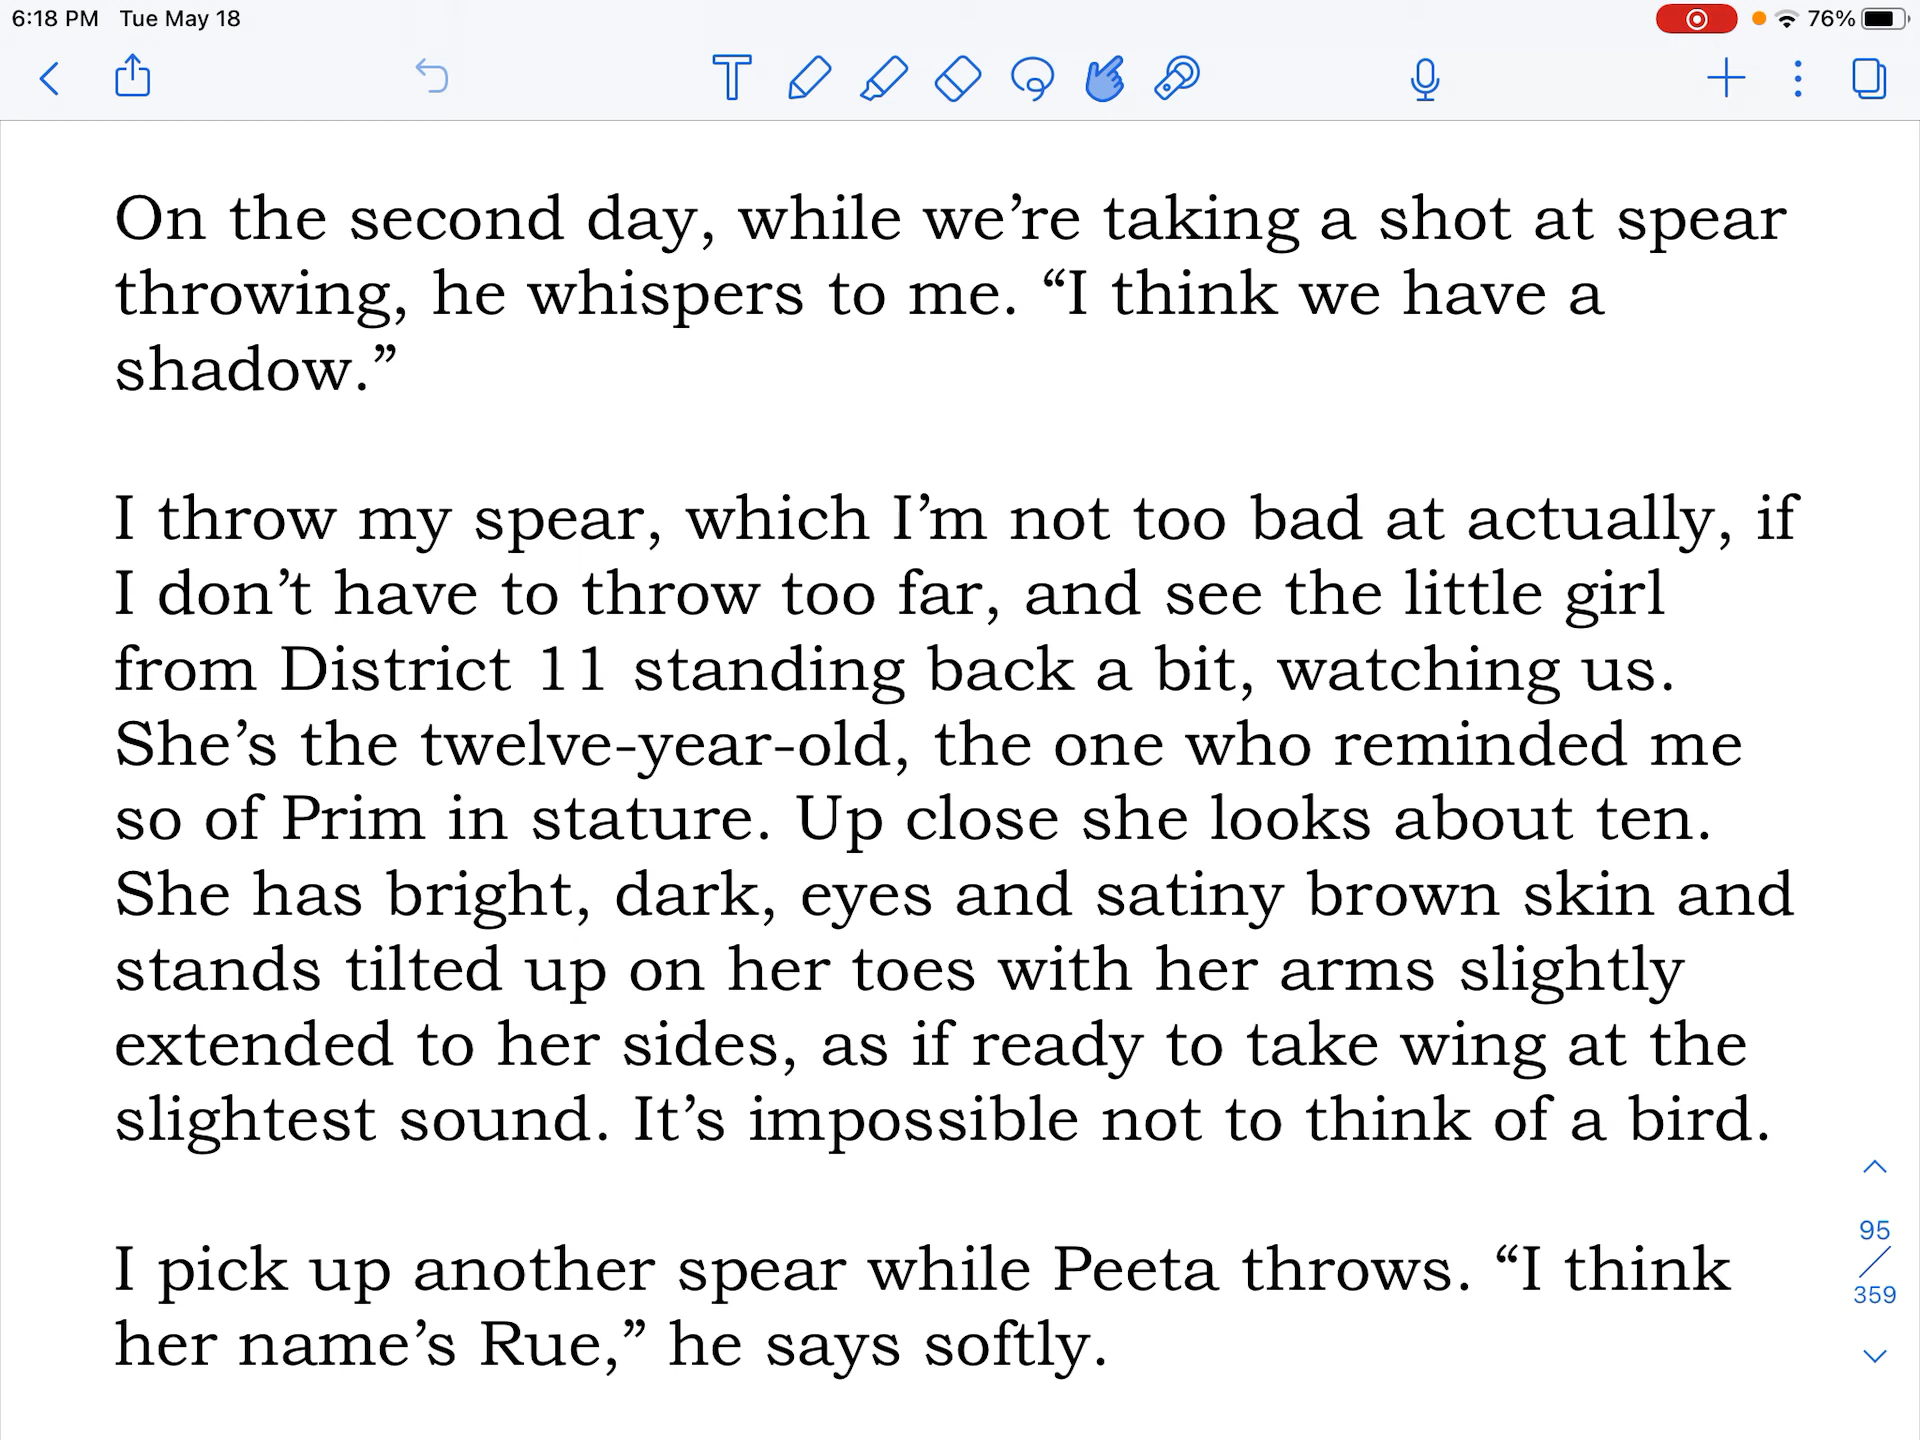 6:18 PM Tue May 18
76%
On the second day, while we’re taking a shot at spear
throwing, he whispers to me. “I think we have a
shadow.”
I throw my spear, which I’m not too bad at actually, if
I don’t have to throw too far, and see the little girl
from District 11 standing back a bit, watching us.
She’s the twelve-year-old, the one who reminded me
so of Prim in stature. Up close she looks about ten.
She has bright, dark, eyes and satiny brown skin and
stands tilted up on her toes with her arms slightly
extended to her sides, as if ready to take wing at the
slightest sound. It’s impossible not to think of a bird.
I pick up another spear while Peeta throws. “I think
her name’s Rue,” he says softly.
95
359